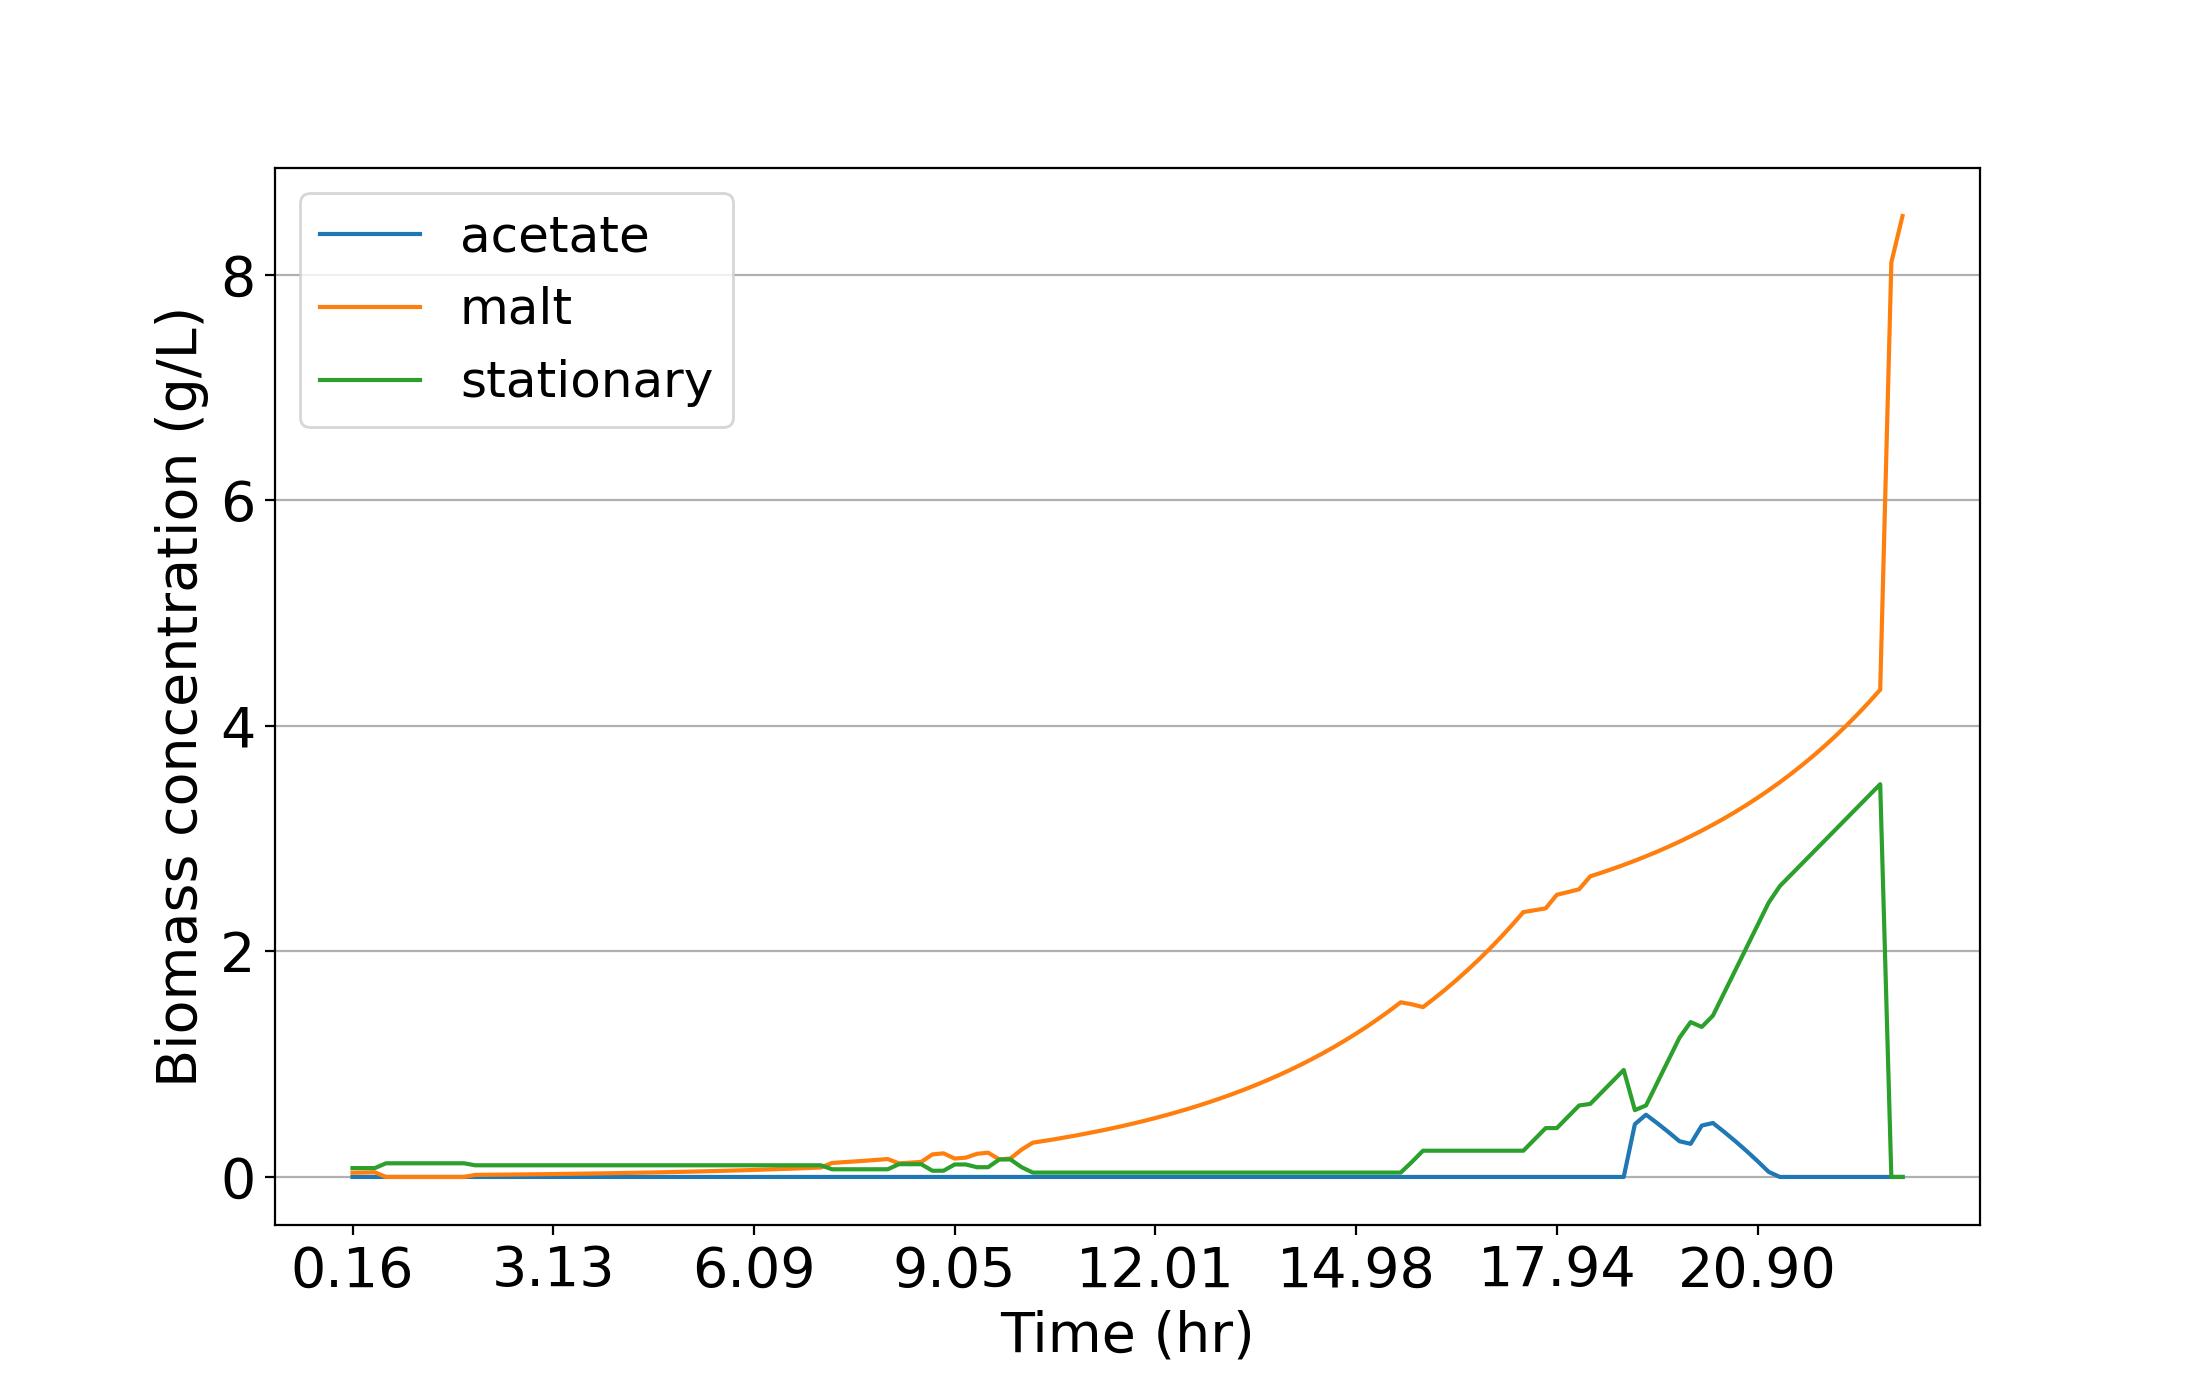 acetate
malt
stationary
Biomass concentration (g/L)
8
6
4
2
0
0.16 3.13 6.09 9.05 12.01 14.98 17.94 20.90
Time (hr)